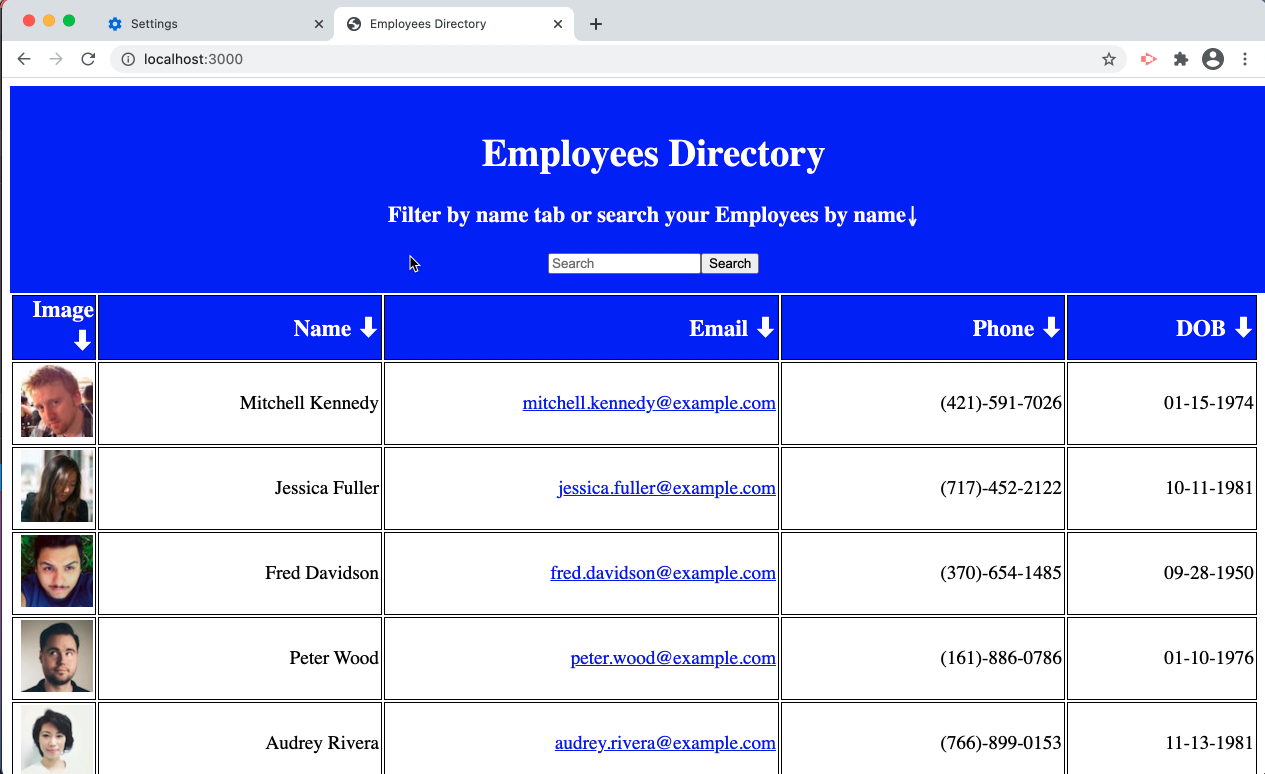 Settings
Employees Directory
localhost:3000
Employees Directory
Filter by name tab or search your Employees by name↓
Search Search
Image ⬇ Name ⬇ Email ⬇ Phone ⬇ DOB ⬇
Mitchell Kennedy mitchell.kennedy@example.com (421)-591-7026 01-15-1974
Jessica Fuller jessica.fuller@example.com (717)-452-2122 10-11-1981
Fred Davidson fred.davidson@example.com (370)-654-1485 09-28-1950
Peter Wood peter.wood@example.com (161)-886-0786 01-10-1976
Audrey Rivera audrey.rivera@example.com (766)-899-0153 11-13-1981